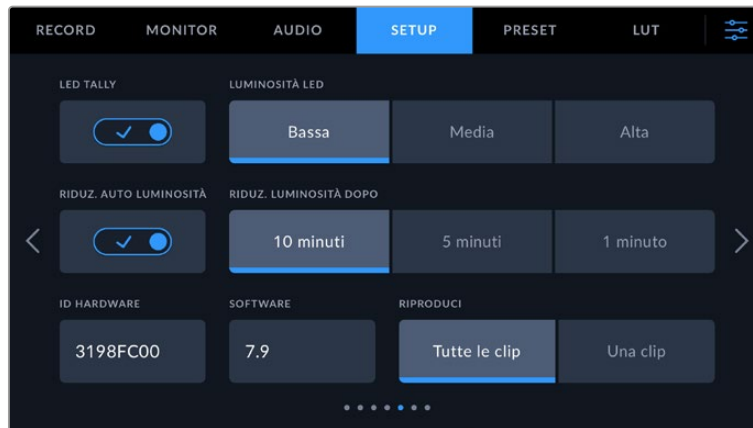 RECORD MONITOR AUDIO SETUP PRESET LUT
LED TALLY LUMINOSITÀ LED
Bassa Media Alta
RIDUZ. AUTO LUMINOSITÀ RIDUZ. LUMINOSITÀ DOPO
10 minuti 5 minuti 1 minuto
ID HARDWARE SOFTWARE RIPRODUCI
3198FC00 7.9 Tutte le clip Una clip